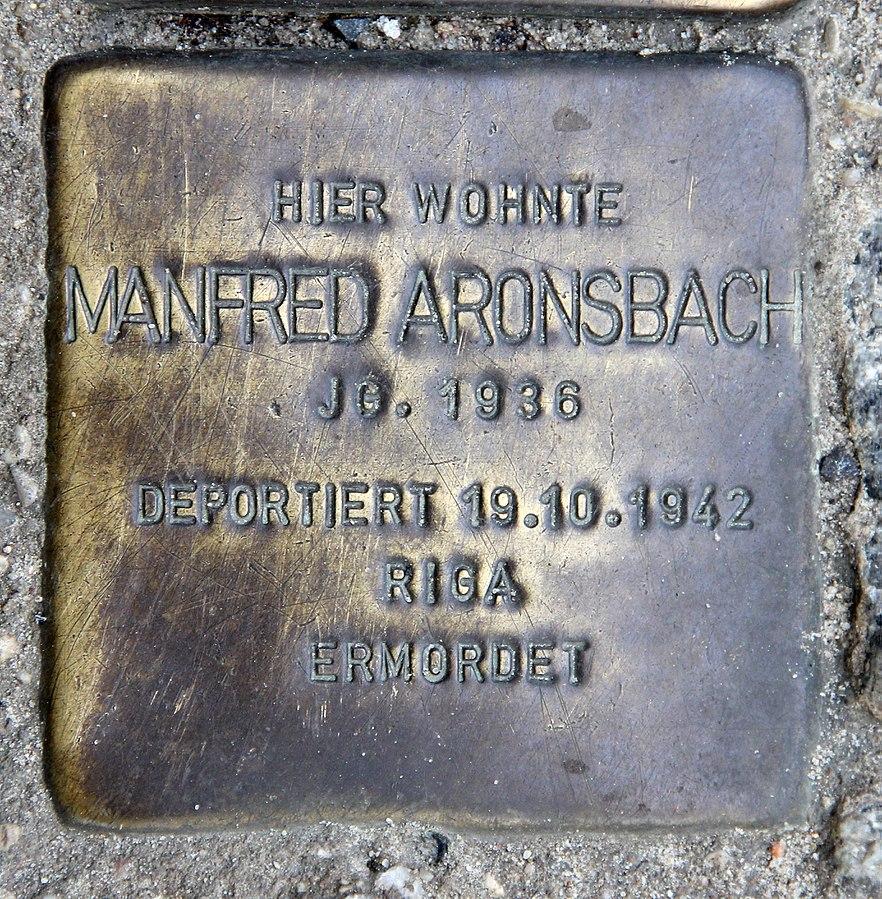 HIER WOHNTE
MANFRED ARONSBACH
JG. 1936
DEPORTIERT 19.10.1942
RIGA
ERMORDET